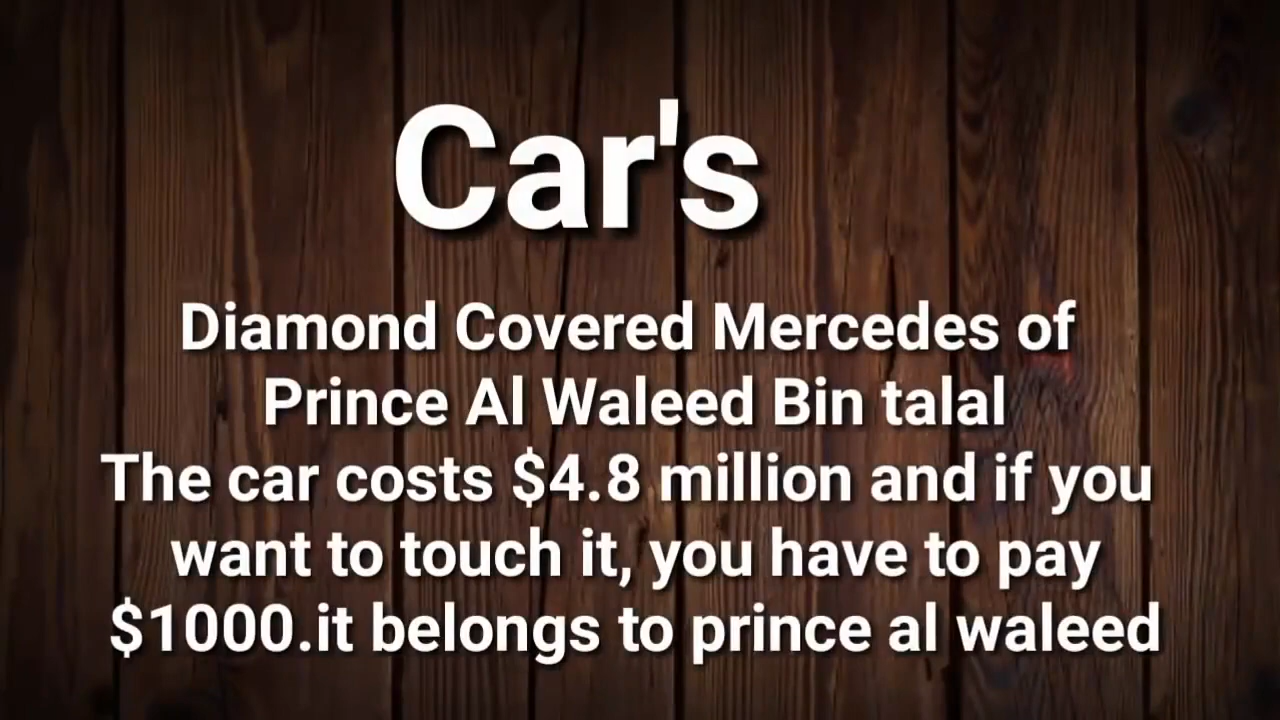 Car's
Diamond Covered Mercedes of
Prince Al Waleed Bin talal
The car costs $4.8 million and if you
want to touch it, you have to pay
$1000.it belongs to prince al waleed